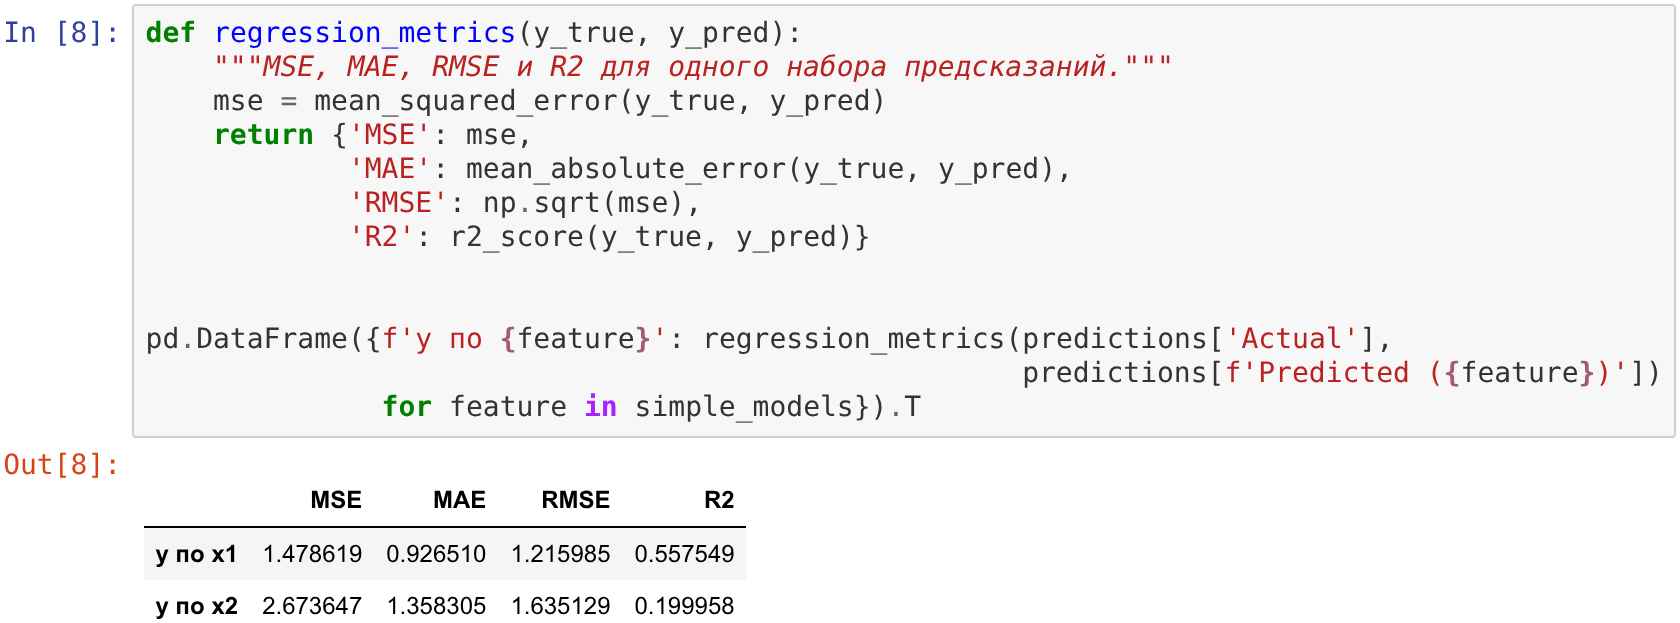 In [8]: def regression_metrics(y_true, y_pred):
"""MSE, MAE, RMSE и R2 для одного набора предсказаний."""
mse = mean_squared_error(y_true, y_pred)
return {'MSE': mse,
'MAE': mean_absolute_error(y_true, y_pred),
'RMSE': np.sqrt(mse),
'R2': r2_score(y_true, y_pred)}
pd.DataFrame({f'y по {feature}': regression_metrics(predictions['Actual'],
predictions[f'Predicted ({feature})'])
for feature in simple_models}).T
Out[8]:
MSE MAE RMSE R2
y по x1 1.478619 0.926510 1.215985 0.557549
y по x2 2.673647 1.358305 1.635129 0.199958